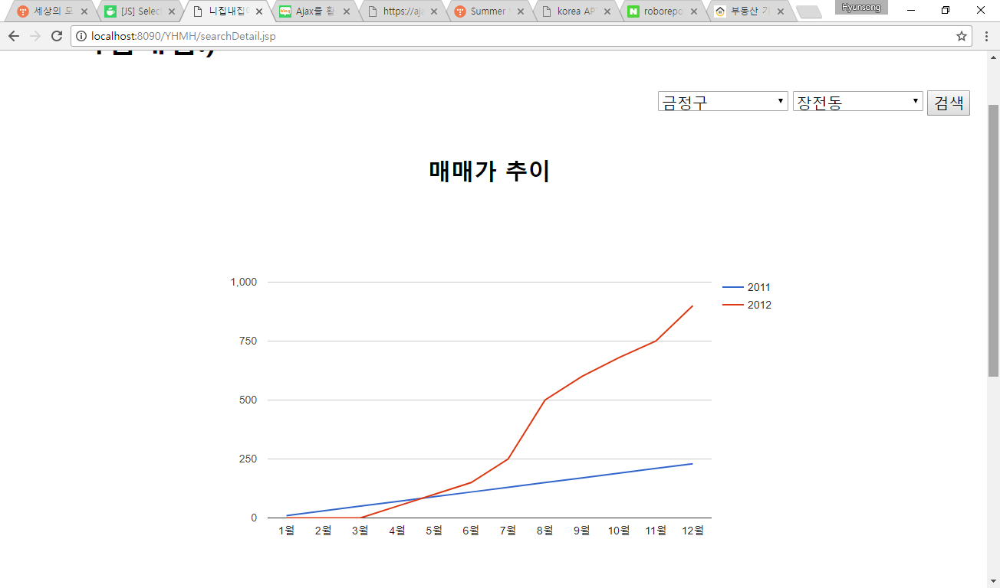 세상의 모
[JS] Select
니집내집이
Ajax를 활
https://aja
Summer
korea AP
roborepo
부동산 기
Hyunsong
localhost:8090/YHMH/searchDetail.jsp
금정구 장전동 검색
매매가 추이
1,000
750
500
250
0
2011
2012
1월 2월 3월 4월 5월 6월 7월 8월 9월 10월 11월 12월